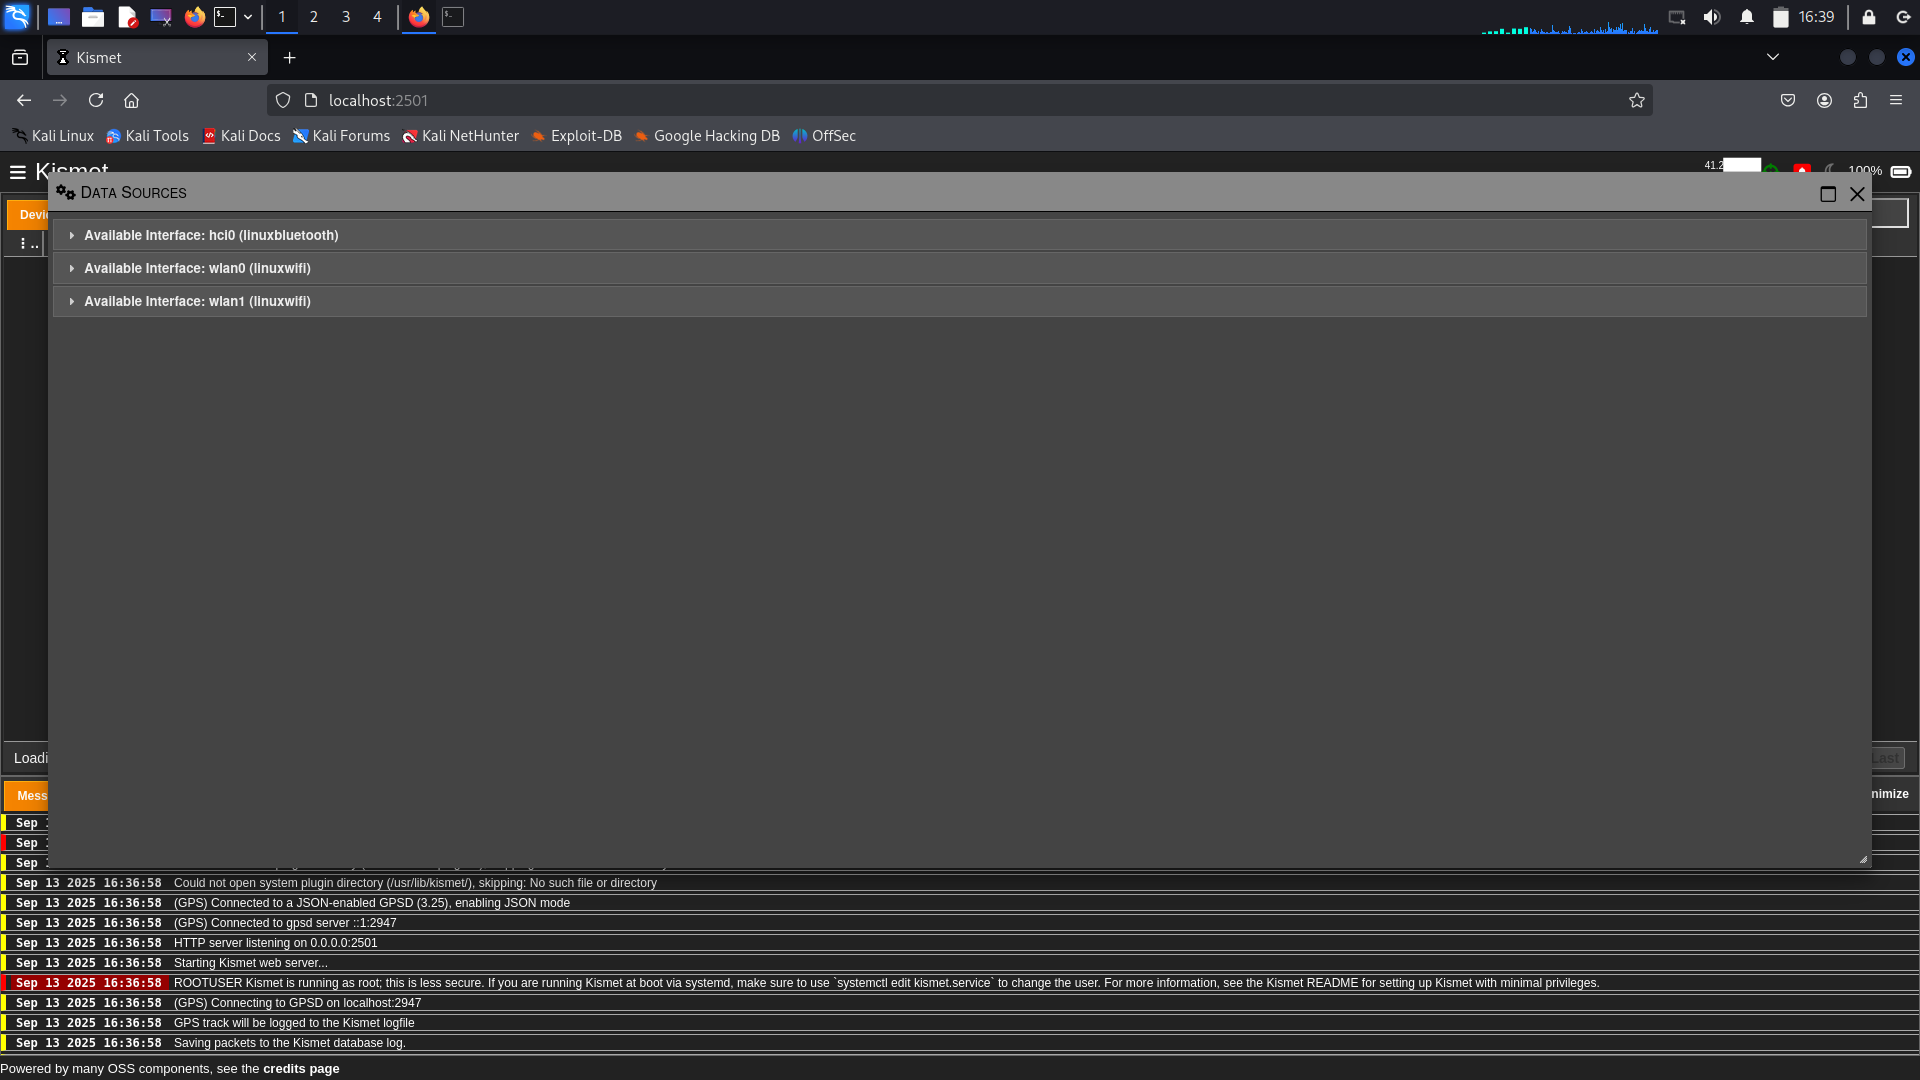 1 2 3 4 16:39
Kismet
localhost:2501
Kali Linux Kali Tools Kali Docs Kali Forums Kali NetHunter Exploit-DB Google Hacking DB OffSec
Kismet 41.2 100%
DATA SOURCES
Devi
Available Interface: hci0 (linuxbluetooth)
Available Interface: wlan0 (linuxwifi)
Available Interface: wlan1 (linuxwifi)
Loadi Last
Mess nimize
Sep 1
Sep 1
Sep 1
Sep 13 2025 16:36:58 Could not open system plugin directory (/usr/lib/kismet/), skipping: No such file or directory
Sep 13 2025 16:36:58 (GPS) Connected to a JSON-enabled GPSD (3.25), enabling JSON mode
Sep 13 2025 16:36:58 (GPS) Connected to gpsd server ::1:2947
Sep 13 2025 16:36:58 HTTP server listening on 0.0.0.0:2501
Sep 13 2025 16:36:58 Starting Kismet web server...
Sep 13 2025 16:36:58 ROOTUSER Kismet is running as root; this is less secure. If you are running Kismet at boot via systemd, make sure to use `systemctl edit kismet.service` to change the user. For more information, see the Kismet README for setting up Kismet with minimal privileges.
Sep 13 2025 16:36:58 (GPS) Connecting to GPSD on localhost:2947
Sep 13 2025 16:36:58 GPS track will be logged to the Kismet logfile
Sep 13 2025 16:36:58 Saving packets to the Kismet database log.
Powered by many OSS components, see the credits page